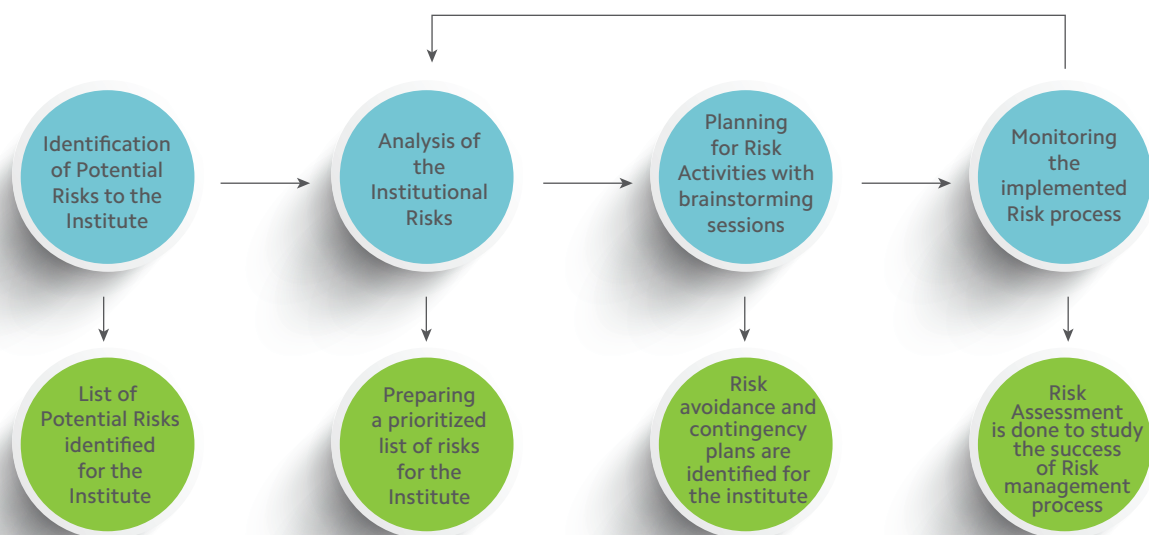 Identification
of Potential
Risks to the
Institute
Analysis of
the
Institutional
Risks
Planning
for Risk
Activities with
brainstorming
sessions
Monitoring
the
implemented
Risk process
List of
Potential Risks
identified
for the
Institute
Preparing
a prioritized
list of risks
for the
Institute
Risk
avoidance and
contingency
plans are
identified for
the institute
Risk
Assessment
is done to study
the success
of Risk
management
process